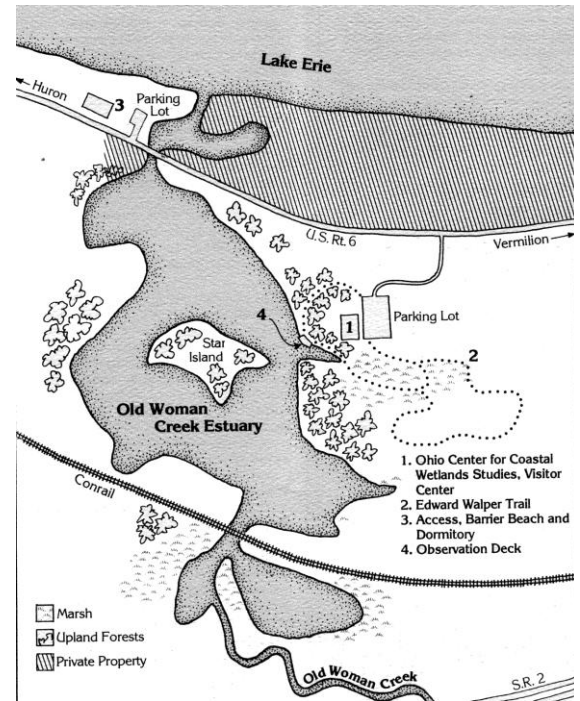 Lake Erie
Huron
3
Parking
Lot
U.S. Rt. 6
Vermilion
4
1
Parking Lot
Star
Island
2
Old Woman
Creek Estuary
1. Ohio Center for Coastal
Wetlands Studies, Visitor
Center
2. Edward Walper Trail
3. Access, Barrier Beach and
Dormitory
4. Observation Deck
Conrail
Marsh
Upland Forests
Private Property
Old Woman Creek
S.R. 2